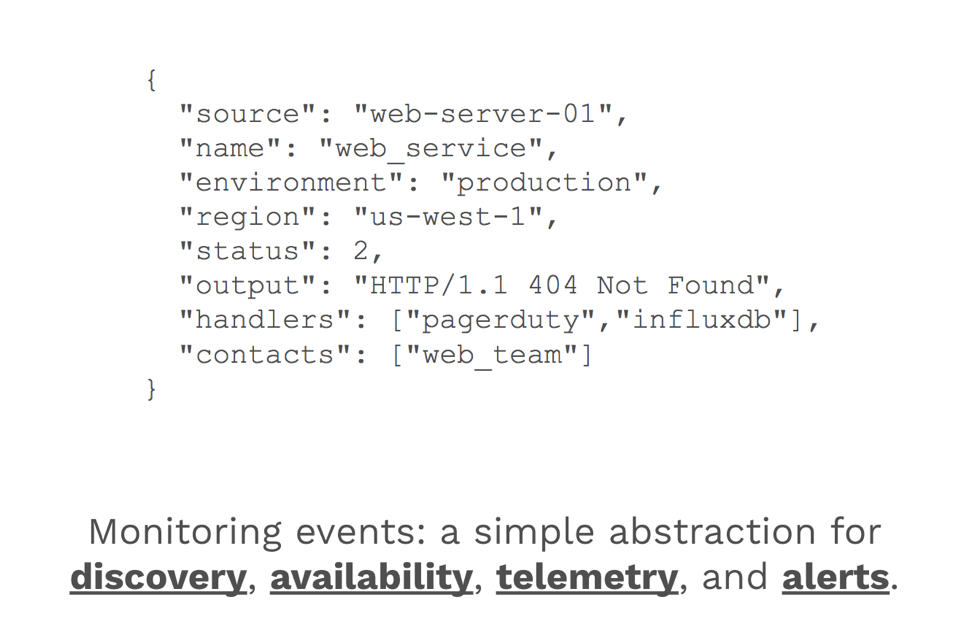 {
"source": "web-server-01",
"name": "web_service",
"environment": "production",
"region": "us-west-1",
"status": 2,
"output": "HTTP/1.1 404 Not Found",
"handlers": ["pagerduty","influxdb"],
"contacts": ["web_team"]
}
Monitoring events: a simple abstraction for
discovery, availability, telemetry, and alerts.